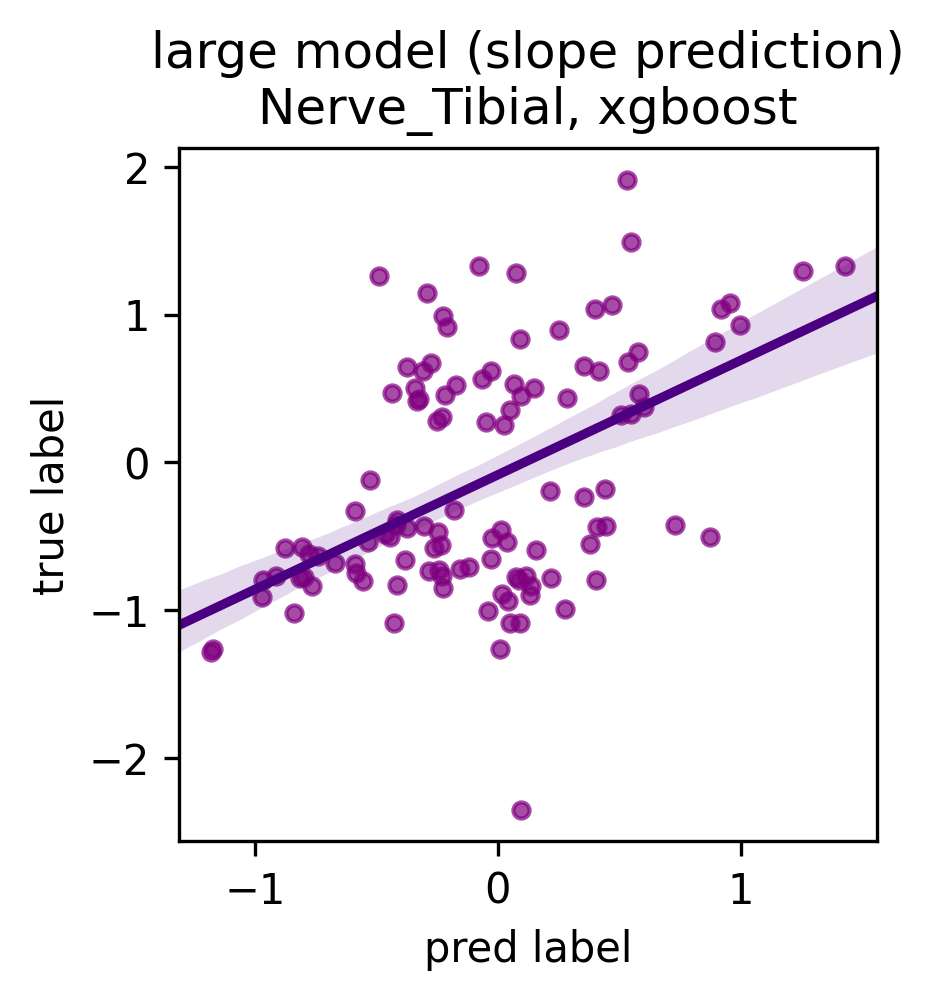 large model (slope prediction)
Nerve_Tibial, xgboost
2
1
0
−1
−2
true label
−1
0
1
pred label